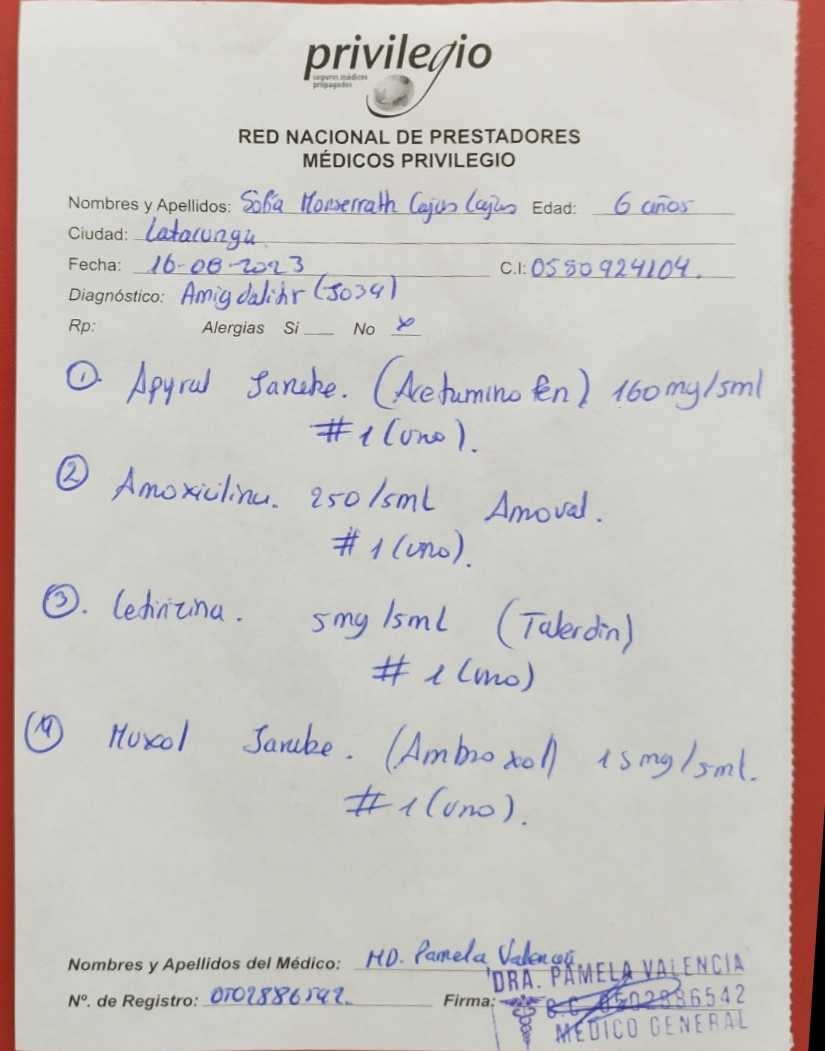 privilegio
seguros médicos
prepagados
RED NACIONAL DE PRESTADORES
MÉDICOS PRIVILEGIO
Nombres y Apellidos: Sofia Monserrath Cajas Cajas Edad: 6 años
Ciudad: Latacunga
Fecha: 16-08-2023 C.I: 0550924104.
Diagnóstico: Amigdalitis (J039)
Rp: Alergias Si ___ No x
1. Apyral Jarabe. (Acetaminofen) 160mg/5ml
# 1 (uno).
2 Amoxicilina. 250/5ml Amoval.
# 1 (uno).
3. Cetirizina. 5mg/5ml (Talerdin)
# 1 (uno)
4 Muxol Jarabe. (Ambroxol) 15mg/5ml.
# 1 (uno).
Nombres y Apellidos del Médico: MD. Pamela Valencia
DRA. PAMELA VALENCIA
Nº. de Registro: 0502886542. Firma:
0502886542
MÉDICO GENERAL